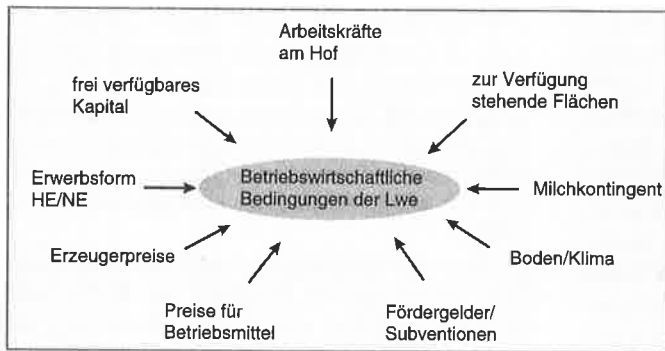 Arbeitskräfte
am Hof
frei verfügbares
Kapital
zur Verfügung
stehende Flächen
Erwerbsform
HE/NE
Betriebswirtschaftliche
Bedingungen der Lwe
Milchkontingent
Erzeugerpreise
Boden/Klima
Preise für
Betriebsmittel
Fördergelder/
Subventionen